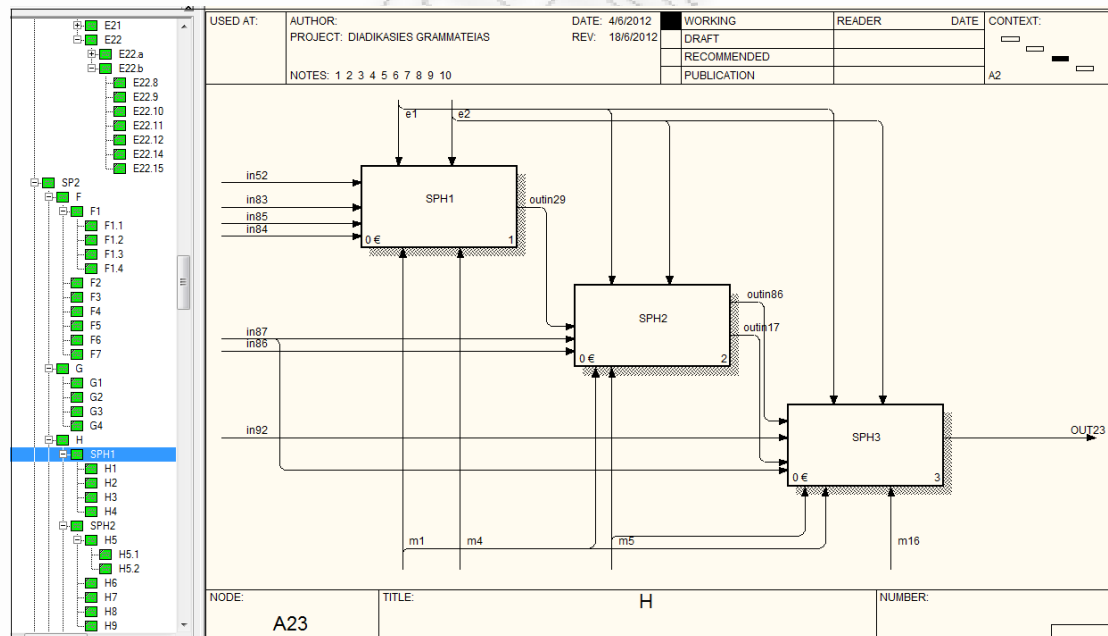 E21
E22
E22.a
E22.b
E22.8
E22.9
E22.10
E22.11
E22.12
E22.14
E22.15
SP2
F
F1
F1.1
F1.2
F1.3
F1.4
F2
F3
F4
F5
F6
F7
G
G1
G2
G3
G4
H
SPH1
H1
H2
H3
H4
SPH2
H5
H5.1
H5.2
H6
H7
H8
H9
USED AT: AUTHOR: DATE: 4/6/2012 WORKING READER DATE CONTEXT:
PROJECT: DIADIKASIES GRAMMATEIAS REV: 18/6/2012 DRAFT
RECOMMENDED
NOTES: 1 2 3 4 5 6 7 8 9 10 PUBLICATION A2
e1 e2
in52
in83
in85
in84
SPH1
0 € 1
outin29
SPH2
0 € 2
outin86
outin17
in87
in86
in92
SPH3
0 € 3
OUT23
m1 m4 m5 m16
NODE: TITLE: NUMBER:
A23 H